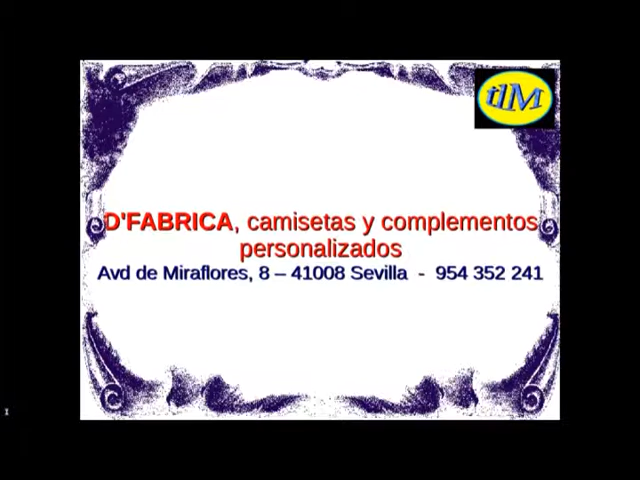 tlM
D'FABRICA, camisetas y complementos
personalizados
Avd de Miraflores, 8 – 41008 Sevilla - 954 352 241